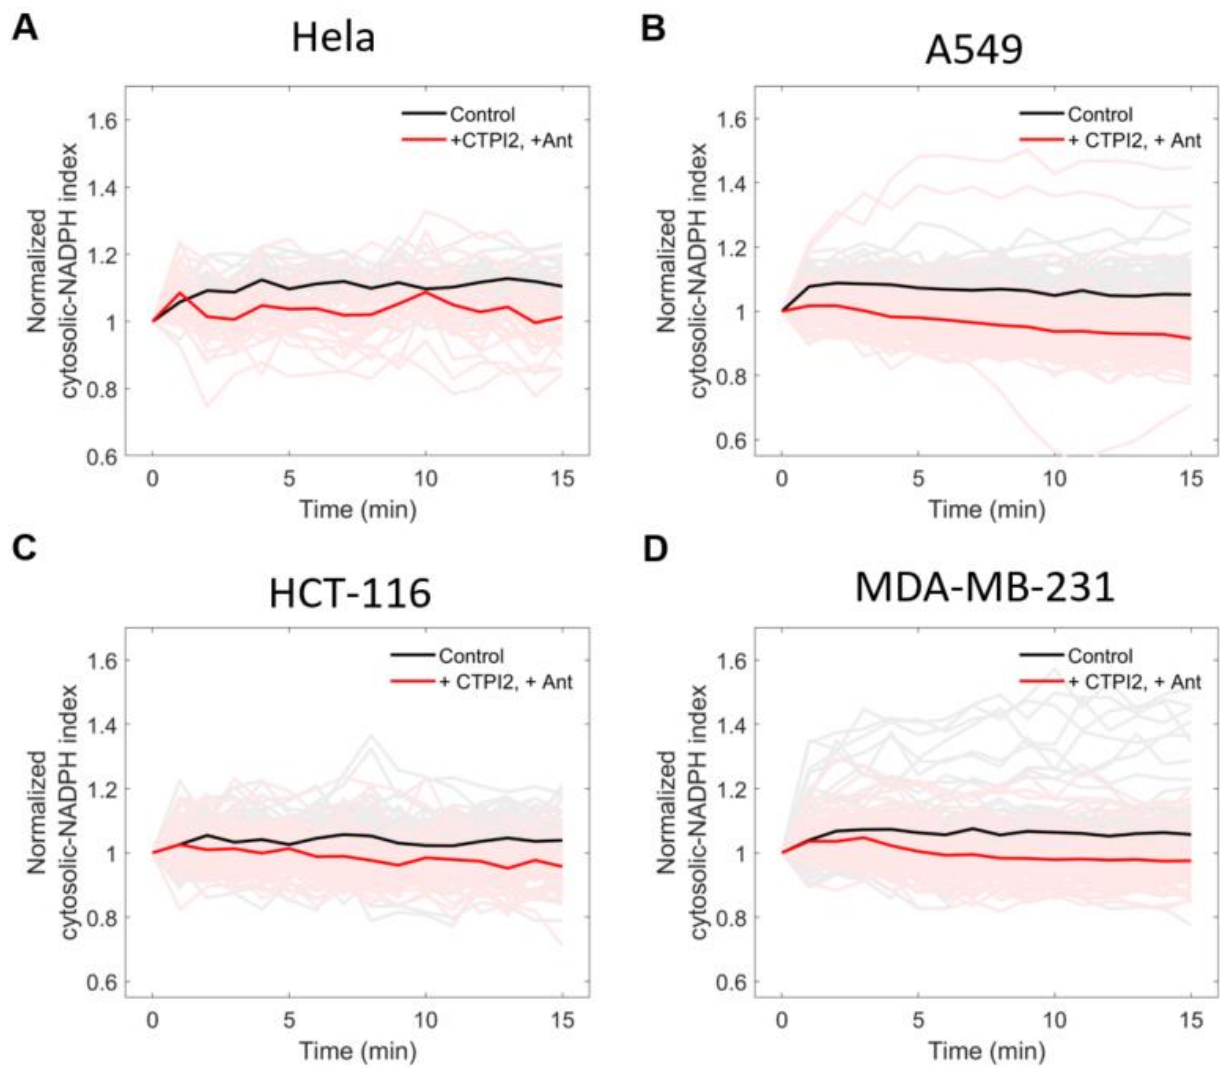 A
Hela
Normalized
cytosolic-NADPH index
1.6
1.4
1.2
1
0.8
0.6
Control
+CTPI2, +Ant
0
5
10
15
Time (min)
B
A549
Normalized
cytosolic-NADPH index
1.6
1.4
1.2
1
0.8
0.6
Control
+ CTPI2, + Ant
0
5
10
15
Time (min)
C
HCT-116
Normalized
cytosolic-NADPH index
1.6
1.4
1.2
1
0.8
0.6
Control
+ CTPI2, + Ant
0
5
10
15
Time (min)
D
MDA-MB-231
Normalized
cytosolic-NADPH index
1.6
1.4
1.2
1
0.8
0.6
Control
+ CTPI2, + Ant
0
5
10
15
Time (min)